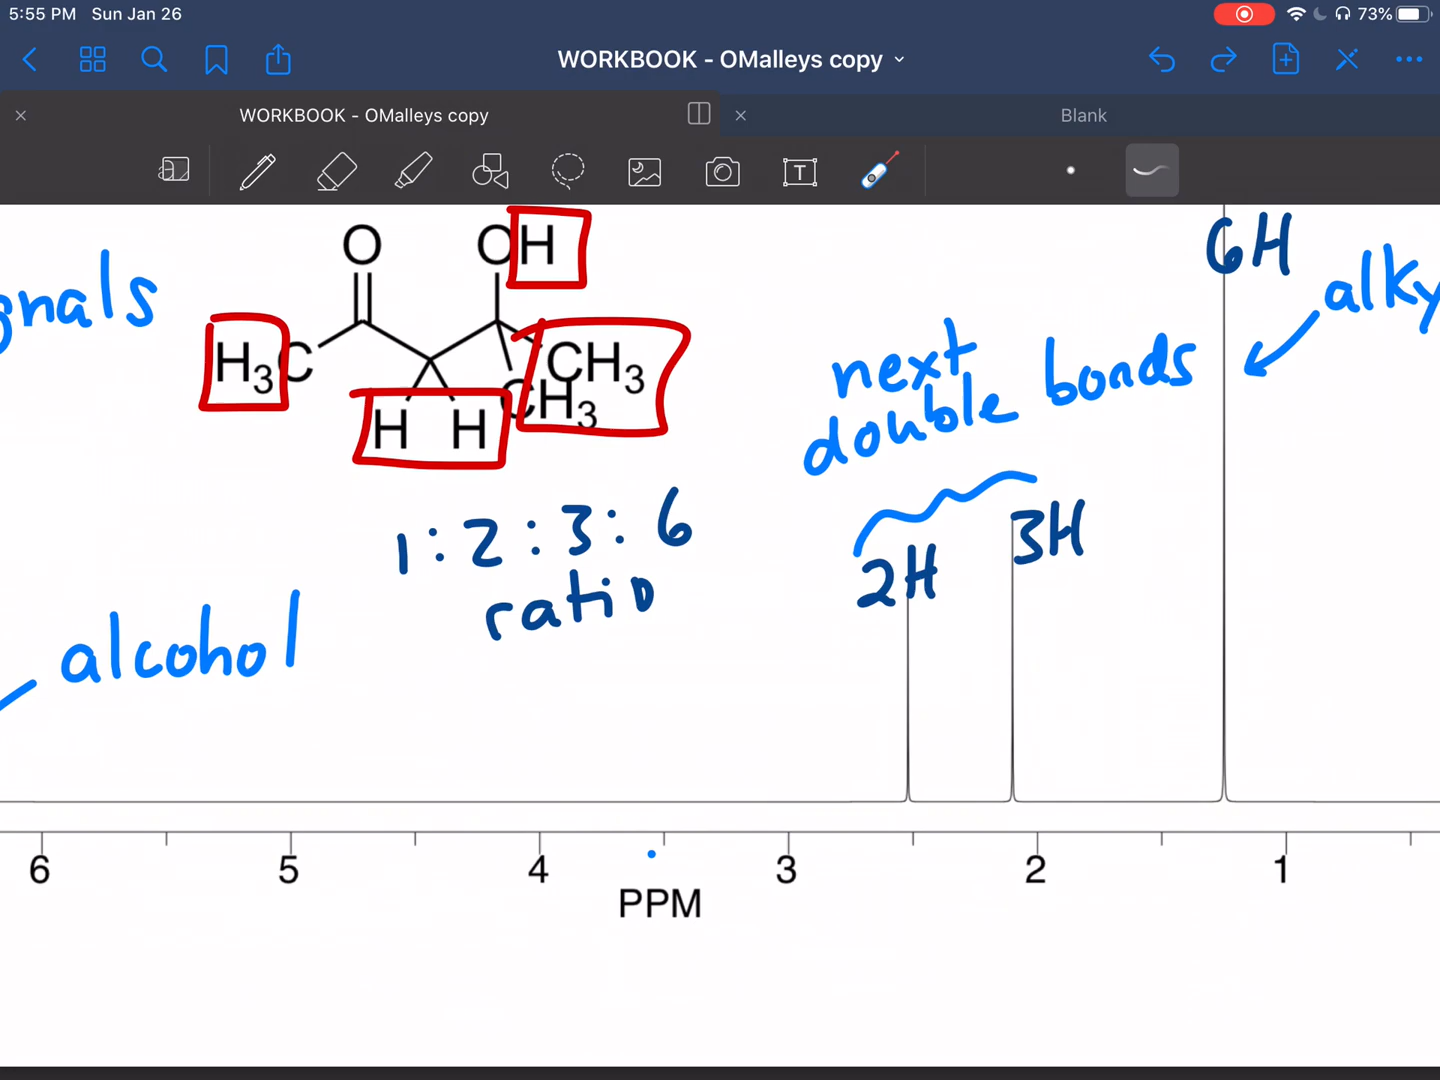 5:55 PM Sun Jan 26
73%
WORKBOOK - OMalleys copy
WORKBOOK - OMalleys copy
Blank
T
O
OH
6H
gnals
alky
H3C
CH3
CH3
H H
next
double bonds
1 : 2 : 3 : 6
ratio
2H
3H
alcohol
6 5 4 3 2 1
PPM